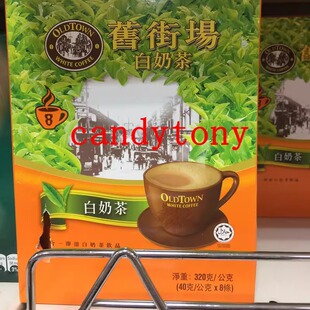 OLDTOWN
WHITE COFFEE
舊街場
白奶茶
8
candytony
OLDTOWN
WHITE COFFEE
白奶茶
淨重: 320克/公克
(40克/公克 x 8條)